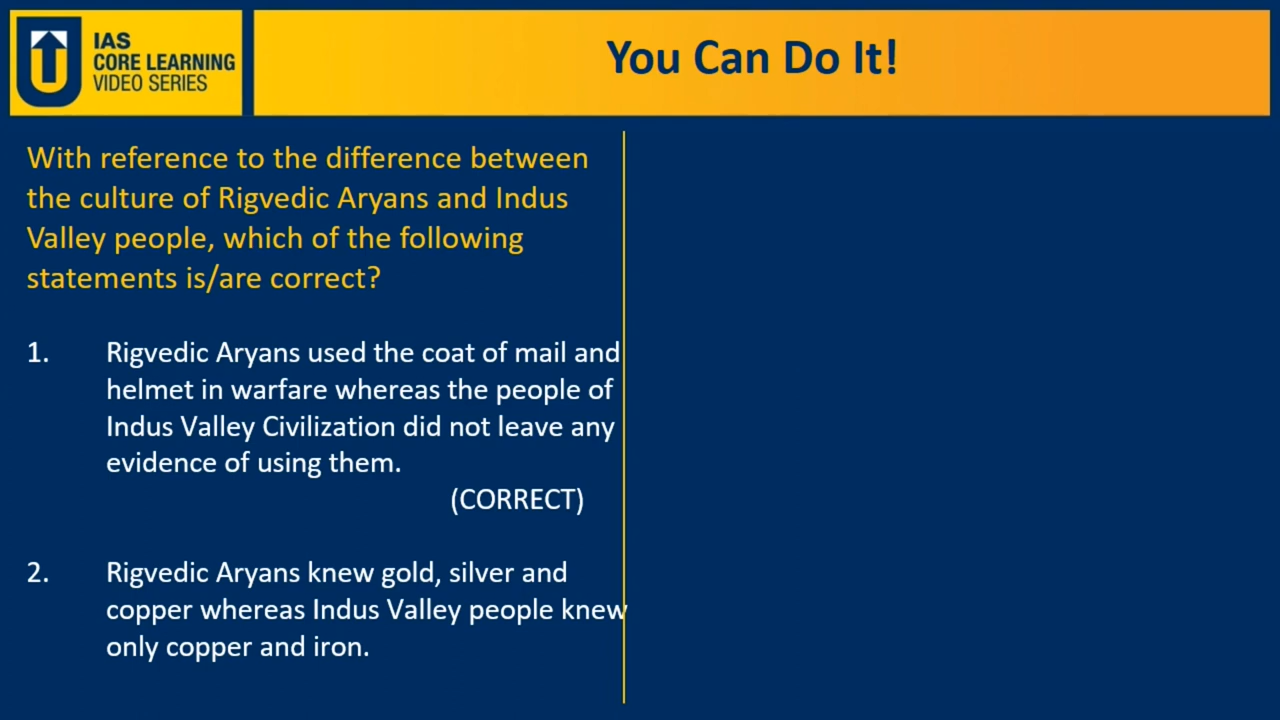 IAS
CORE LEARNING
VIDEO SERIES
You Can Do It!
With reference to the difference between
the culture of Rigvedic Aryans and Indus
Valley people, which of the following
statements is/are correct?
1. Rigvedic Aryans used the coat of mail and
helmet in warfare whereas the people of
Indus Valley Civilization did not leave any
evidence of using them.
(CORRECT)
2. Rigvedic Aryans knew gold, silver and
copper whereas Indus Valley people knew
only copper and iron.